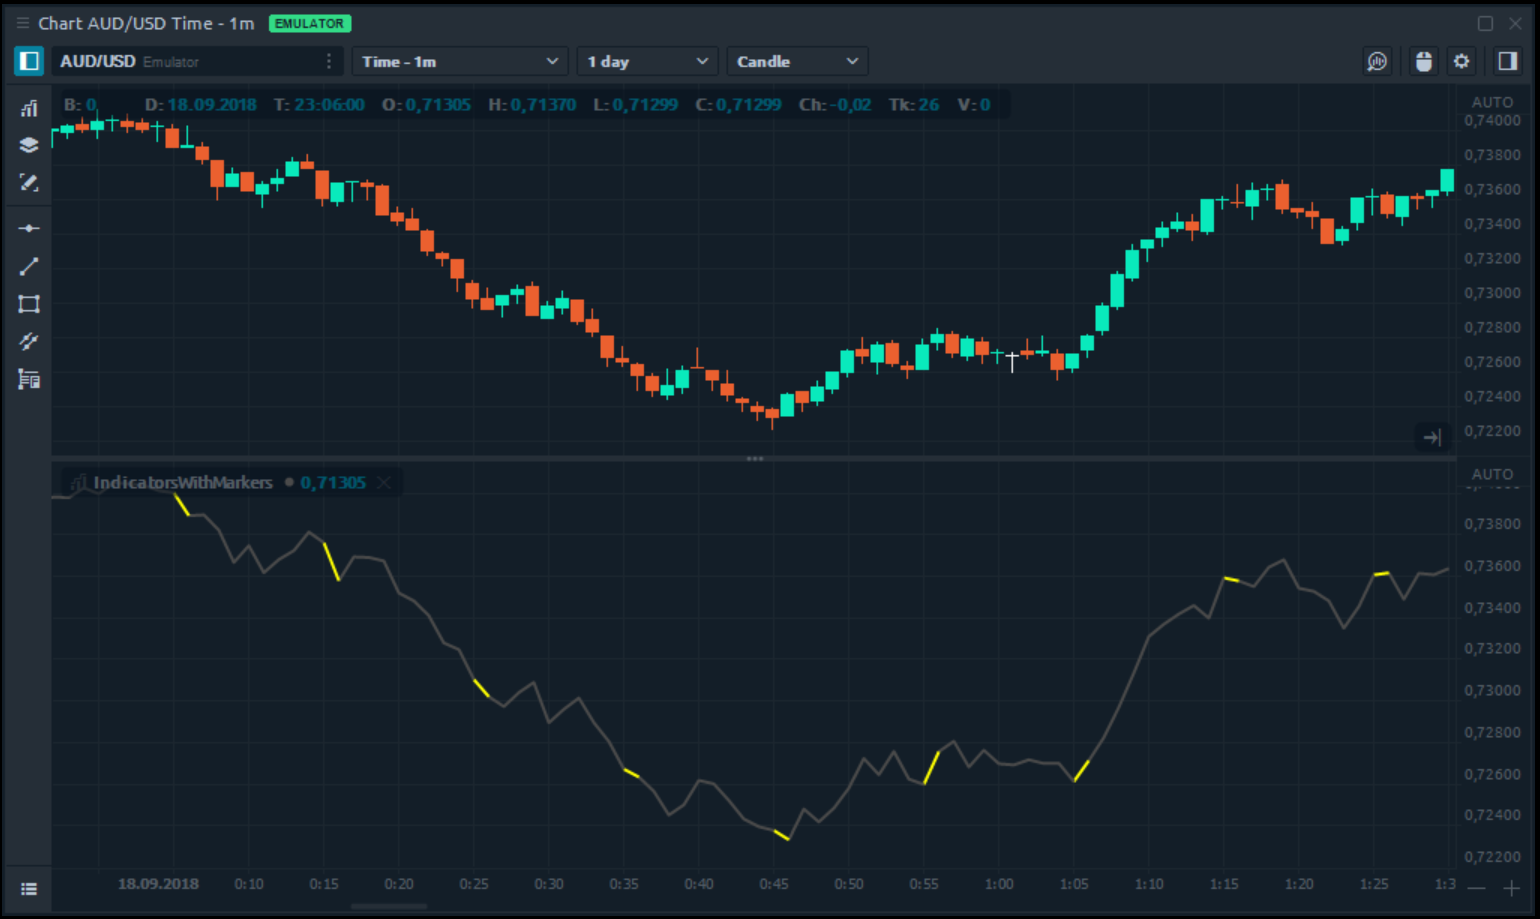 Chart AUD/USD Time - 1m EMULATOR
AUD/USD Emulator Time - 1m 1 day Candle
B: 0 D: 18.09.2018 T: 23:06:00 O: 0,71305 H: 0,71370 L: 0,71299 C: 0,71299 Ch: -0,02 Tk: 26 V: 0
AUTO
0,74000
0,73800
0,73600
0,73400
0,73200
0,73000
0,72800
0,72600
0,72400
0,72200
IndicatorsWithMarkers 0,71305
AUTO
0,73800
0,73600
0,73400
0,73200
0,73000
0,72800
0,72600
0,72400
0,72200
18.09.2018 0:10 0:15 0:20 0:25 0:30 0:35 0:40 0:45 0:50 0:55 1:00 1:05 1:10 1:15 1:20 1:25 1:3